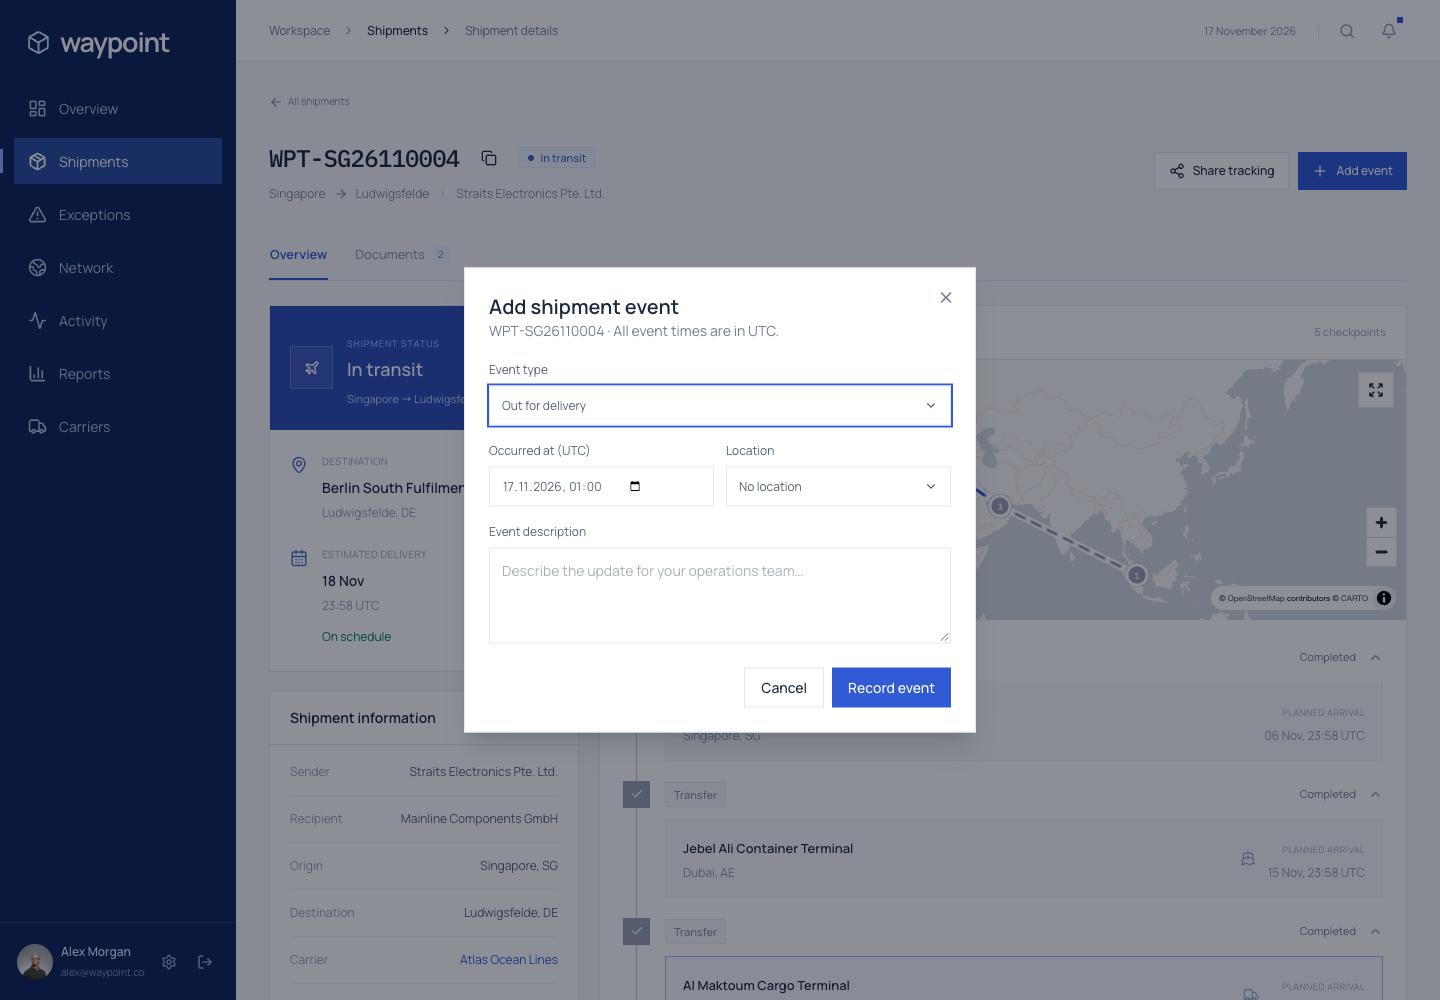 waypoint
Overview
Shipments
Exceptions
Network
Activity
Reports
Carriers
Alex Morgan
alex@waypoint.co
Workspace > Shipments > Shipment details
17 November 2026
All shipments
WPT-SG26110004
In transit
Singapore → Ludwigsfelde | Straits Electronics Pte. Ltd.
Share tracking
Add event
Overview
Documents 2
SHIPMENT STATUS
In transit
Singapore → Ludwigsfe
DESTINATION
Berlin South Fulfilmen
Ludwigsfelde, DE
ESTIMATED DELIVERY
18 Nov
23:58 UTC
On schedule
Shipment information
Sender Straits Electronics Pte. Ltd.
Recipient Mainline Components GmbH
Origin Singapore, SG
Destination Ludwigsfelde, DE
Carrier Atlas Ocean Lines
Add shipment event
WPT-SG26110004 · All event times are in UTC.
Event type
Out for delivery
Occurred at (UTC)
17.11.2026, 01:00
Location
No location
Event description
Describe the update for your operations team...
Cancel
Record event
5 checkpoints
3
1
© OpenStreetMap contributors © CARTO
Completed
PLANNED ARRIVAL
Singapore, SG
06 Nov, 23:58 UTC
Transfer
Completed
Jebel Ali Container Terminal
PLANNED ARRIVAL
Dubai, AE
15 Nov, 23:58 UTC
Transfer
Completed
Al Maktoum Cargo Terminal
PLANNED ARRIVAL